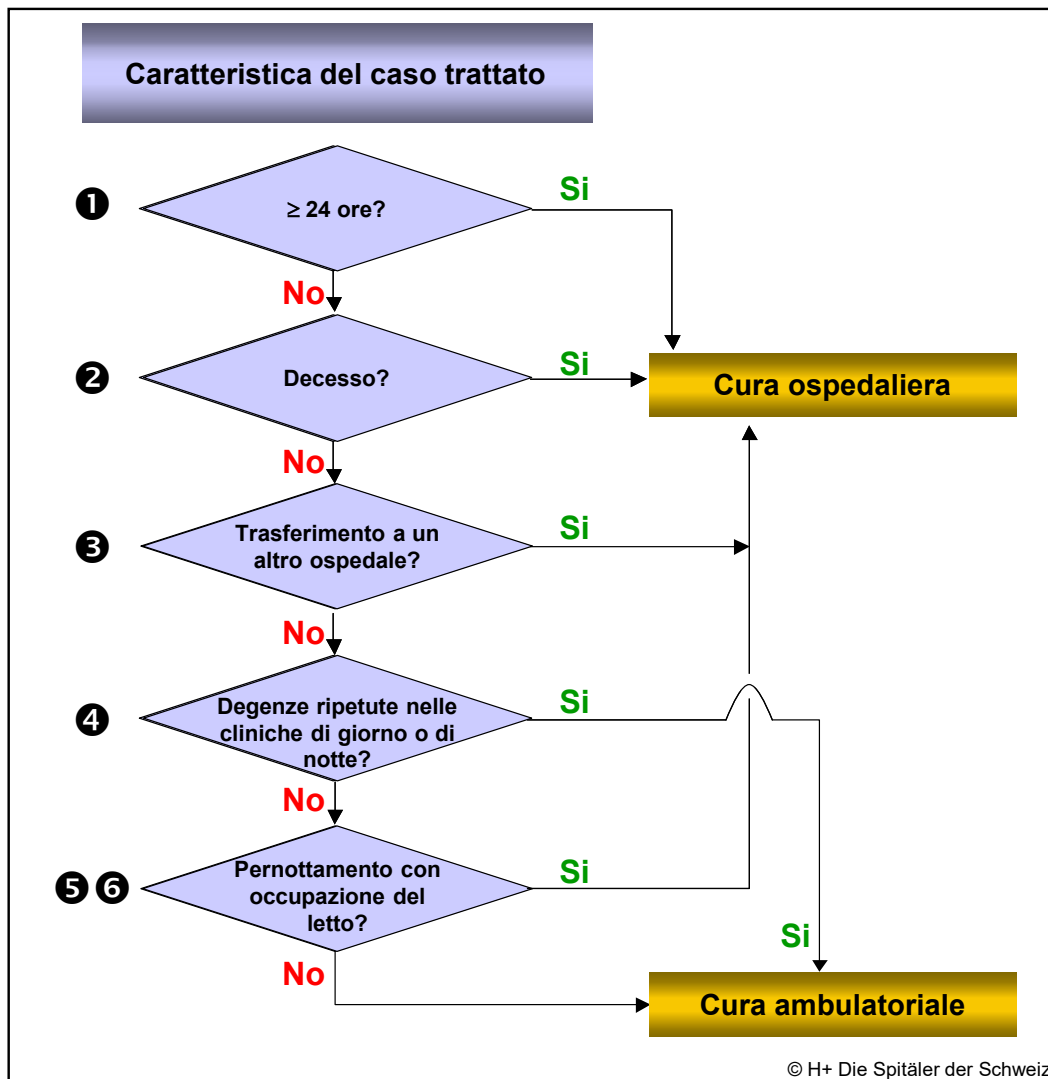 Caratteristica del caso trattato
❶
≥ 24 ore?
Si
No
❷
Decesso?
Si
Cura ospedaliera
No
❸
Trasferimento a un
altro ospedale?
Si
No
❹
Degenze ripetute nelle
cliniche di giorno o di
notte?
Si
No
❺ ❻
Pernottamento con
occupazione del
letto?
Si
Si
No
Cura ambulatoriale
© H+ Die Spitäler der Schweiz